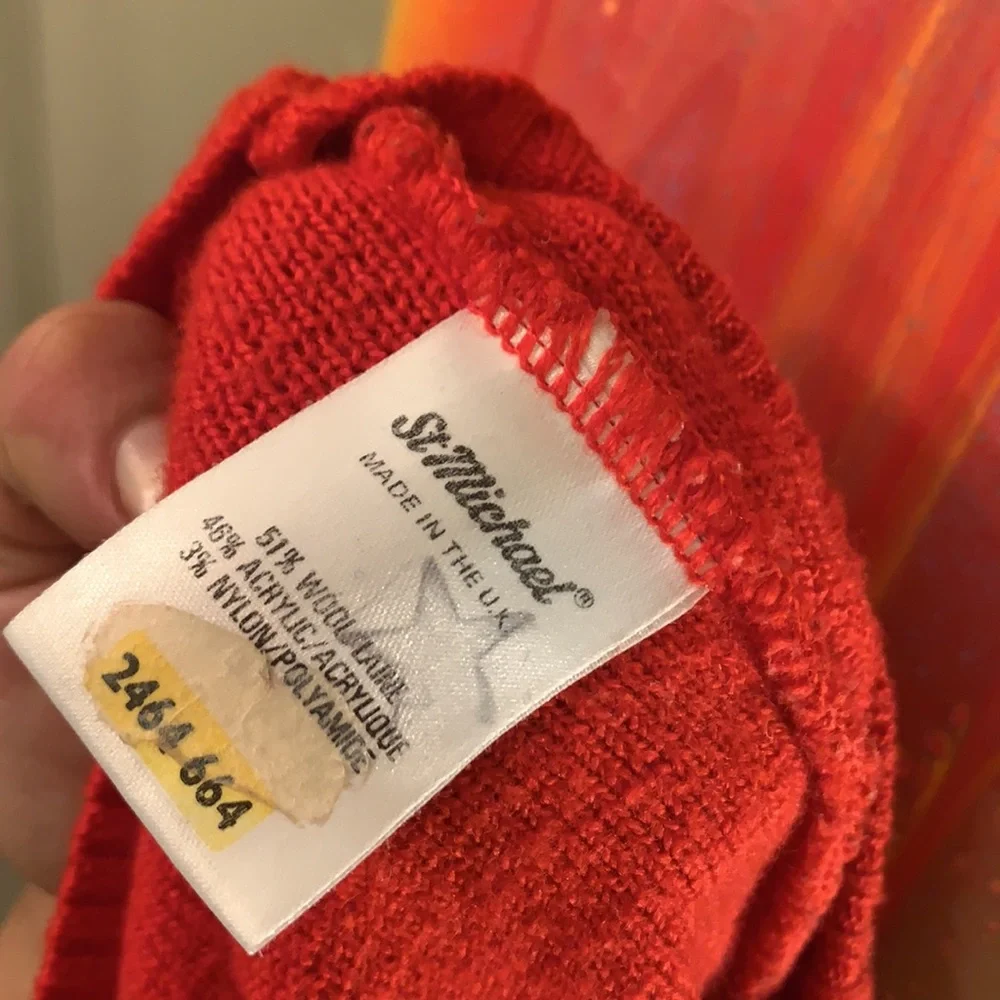 St Michael®
MADE IN THE U.K.
51% WOOL/LAINE
46% ACRYLIC/ACRYLIQUE
3% NYLON/POLYAMIDE
2464 664